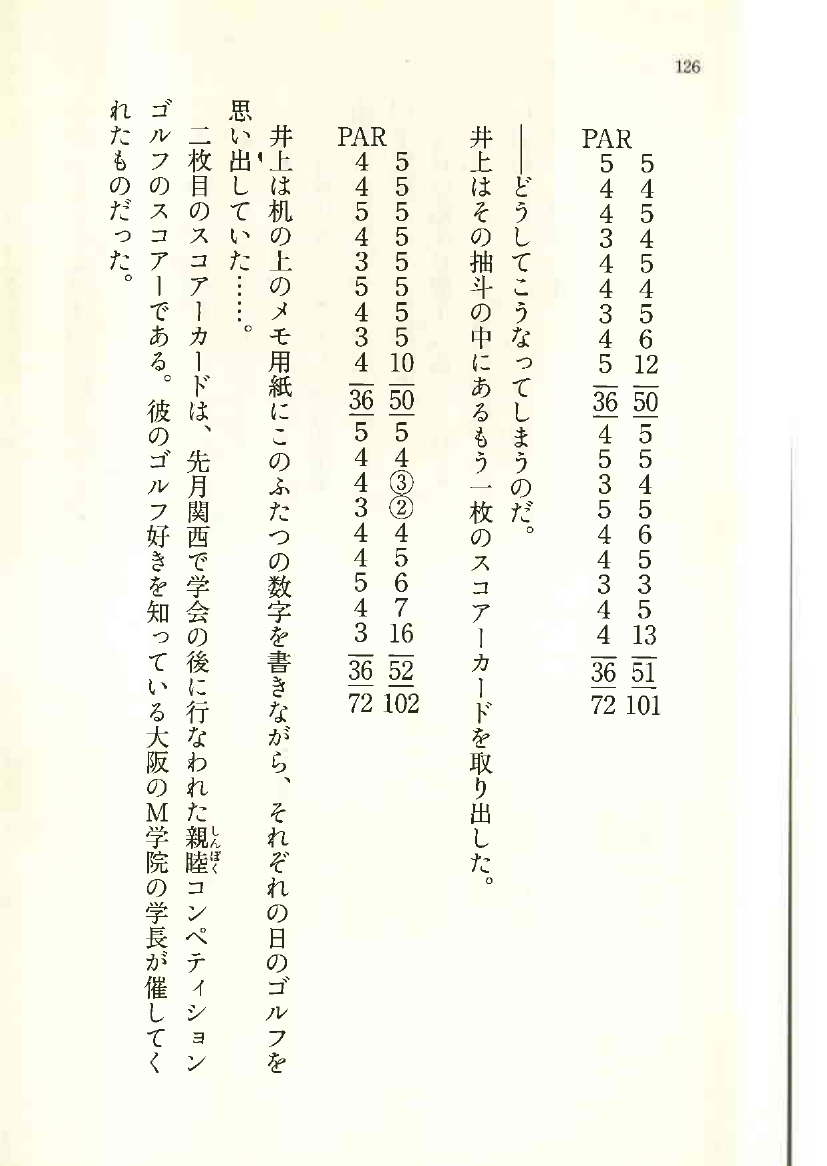 126
5 4 5 4 5 4 5 6 12 50 5 5 4 5 6 5 3 5 13 51 101
PAR 5 4 4 3 4 4 3 4 5 36 4 5 3 5 4 4 3 4 4 36 72
――どうしてこうなってしまうのだ。
井上はその抽斗の中にあるもう一枚のスコアーカードを取り出した。
5 5 5 5 5 5 5 5 10 50 5 4 ③ ② 4 5 6 7 16 52 102
PAR 4 4 5 4 3 5 4 3 4 36 5 4 4 3 4 4 5 4 3 36 72
井上は机の上のメモ用紙にこのふたつの数字を書きながら、それぞれの日のゴルフを
思い出していた……。
二枚目のスコアーカードは、先月関西で学会の後に行なわれた親睦しんぼくコンペティション
ゴルフのスコアーである。彼のゴルフ好きを知っている大阪のM学院の学長が催してく
れたものだった。